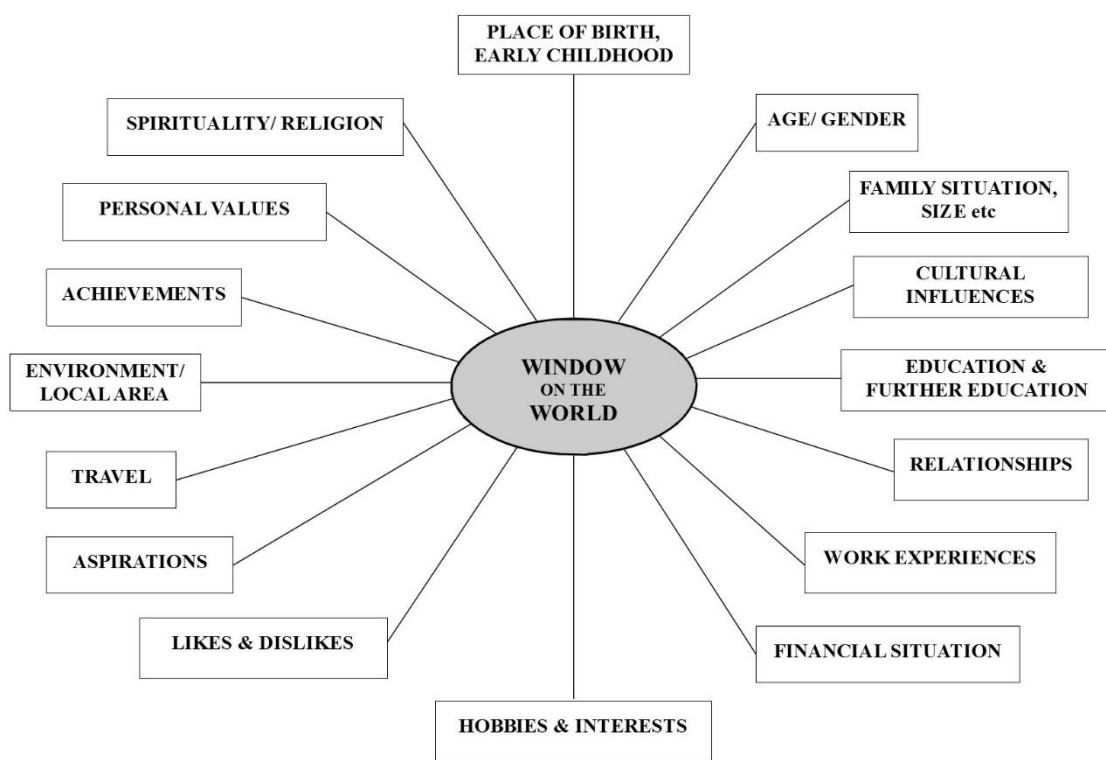 PLACE OF BIRTH,
EARLY CHILDHOOD
AGE/ GENDER
FAMILY SITUATION,
SIZE etc
CULTURAL
INFLUENCES
EDUCATION &
FURTHER EDUCATION
RELATIONSHIPS
WORK EXPERIENCES
FINANCIAL SITUATION
HOBBIES & INTERESTS
LIKES & DISLIKES
ASPIRATIONS
TRAVEL
ENVIRONMENT/
LOCAL AREA
ACHIEVEMENTS
PERSONAL VALUES
SPIRITUALITY/ RELIGION
WINDOW
ON THE
WORLD